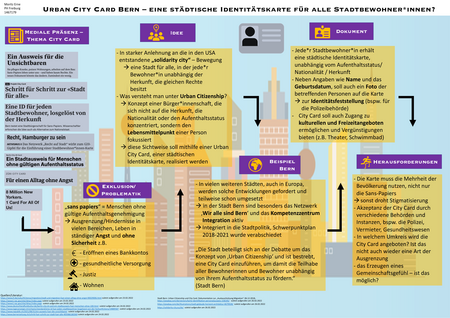 Urban City Card Bern – eine städtische Identitätskarte für alle Stadtbewohner*innen?
Mediale Präsenz –
Thema City Card
Ein Ausweis für die
Unsichtbaren
Schritt für Schritt zur «Stadt
für alle»
Eine ID für jeden
Stadtbewohner, losgelöst von
der Herkunft
Recht, Hamburg zu sein
Ein Stadtausweis für Menschen
ohne gültigen Aufenthaltsstatus
Für einen Alltag ohne Angst
8 Million New
Yorkers.
1 Card For All Of
Us!
Idee
- In starker Anlehnung an die in den USA
entstandene „solidarity city" – Bewegung
→ eine Stadt für alle, in der jede*r
Bewohner*in unabhängig der
Herkunft, die gleichen Rechte
besitzt
- Was versteht man unter Urban Citizenship?
→ Konzept einer Bürger*innenschaft, die
sich nicht auf die Herkunft, die
Nationalität oder den Aufenthaltsstatus
konzentriert, sondern den
Lebensmittelpunkt einer Person
fokussiert
→ diese Sichtweise soll mithilfe einer Urban
City Card, einer städtischen
Identitätskarte, realisiert werden
Dokument
- Jede*r Stadtbewohner*in erhält
eine städtische Identitätskarte,
unabhängig vom Aufenthaltsstatus/
Nationalität / Herkunft
- Neben Angaben wie Name und das
Geburtsdatum, soll auch ein Foto der
betreffenden Personen auf die Karte
→ zur Identitätsfeststellung (bspw. für
die Polizeibehörde)
- City Card soll auch Zugang zu
kulturellen und Freizeitangeboten
ermöglichen und Vergünstigungen
bieten (z.B. Theater, Schwimmbad)
Exklusion/
Problematik
„sans papiers" = Menschen ohne
gültige Aufenthaltsgenehmigung
→ Ausgrenzung/Hindernisse in
vielen Bereichen, Leben in
ständiger Angst und ohne
Sicherheit z.B.
€ - Eröffnen eines Bankkontos
- gesundheitliche Versorgung
- Justiz
- Wohnen
Beispiel
Bern
- In vielen weiteren Städten, auch in Europa,
werden solche Entwicklungen gefordert und
teilweise schon umgesetzt
→ in der Stadt Bern sind besonders das Netzwerk
„Wir alle sind Bern" und das Kompetenzzentrum
Integration aktiv
→ Integriert in die Stadtpolitik, Schwerpunktplan
2018-2021 wurde verabschiedet
„Die Stadt beteiligt sich an der Debatte um das
Konzept von ‚Urban Citizenship' und ist bestrebt,
eine City Card einzuführen, um damit die Teilhabe
aller Bewohnerinnen und Bewohner unabhängig
von ihrem Aufenthaltsstatus zu fördern."
(Stadt Bern)
Herausforderungen
- Die Karte muss die Mehrheit der
Bevölkerung nutzen, nicht nur
die Sans-Papiers
→ sonst droht Stigmatisierung
- Akzeptanz der City Card durch
verschiedene Behörden und
Instanzen, bspw. die Polizei,
Vermieter, Gesundheitswesen
- In welchem Umkreis wird die
City Card angeboten? Ist das
nicht auch wieder eine Art der
Ausgrenzung
- das Erzeugen eines
Gemeinschaftsgefühl – ist das
möglich?